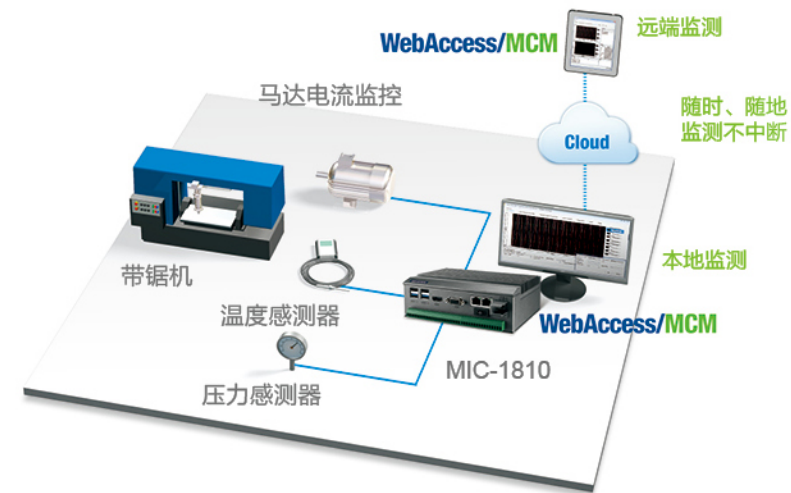 WebAccess/MCM
远端监测
马达电流监控
随时、随地
监测不中断
Cloud
带锯机
本地监测
温度感测器
WebAccess/MCM
MIC-1810
压力感测器